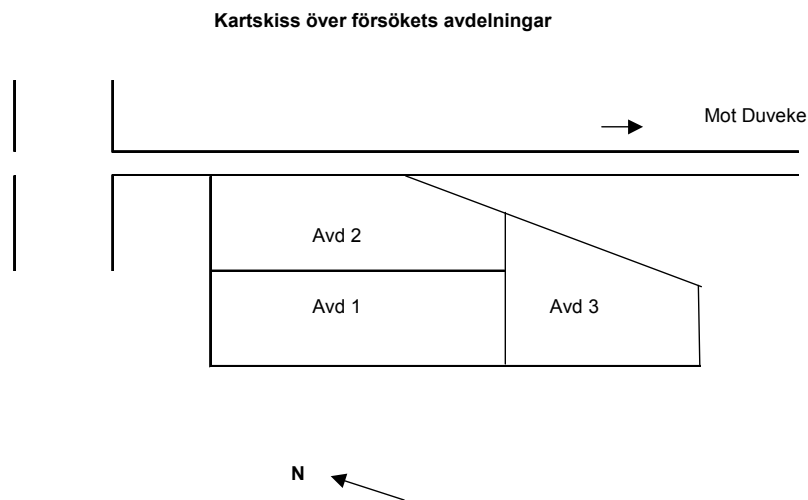 Kartskiss över försökets avdelningar
Mot Duveke
Avd 2
Avd 1
Avd 3
N